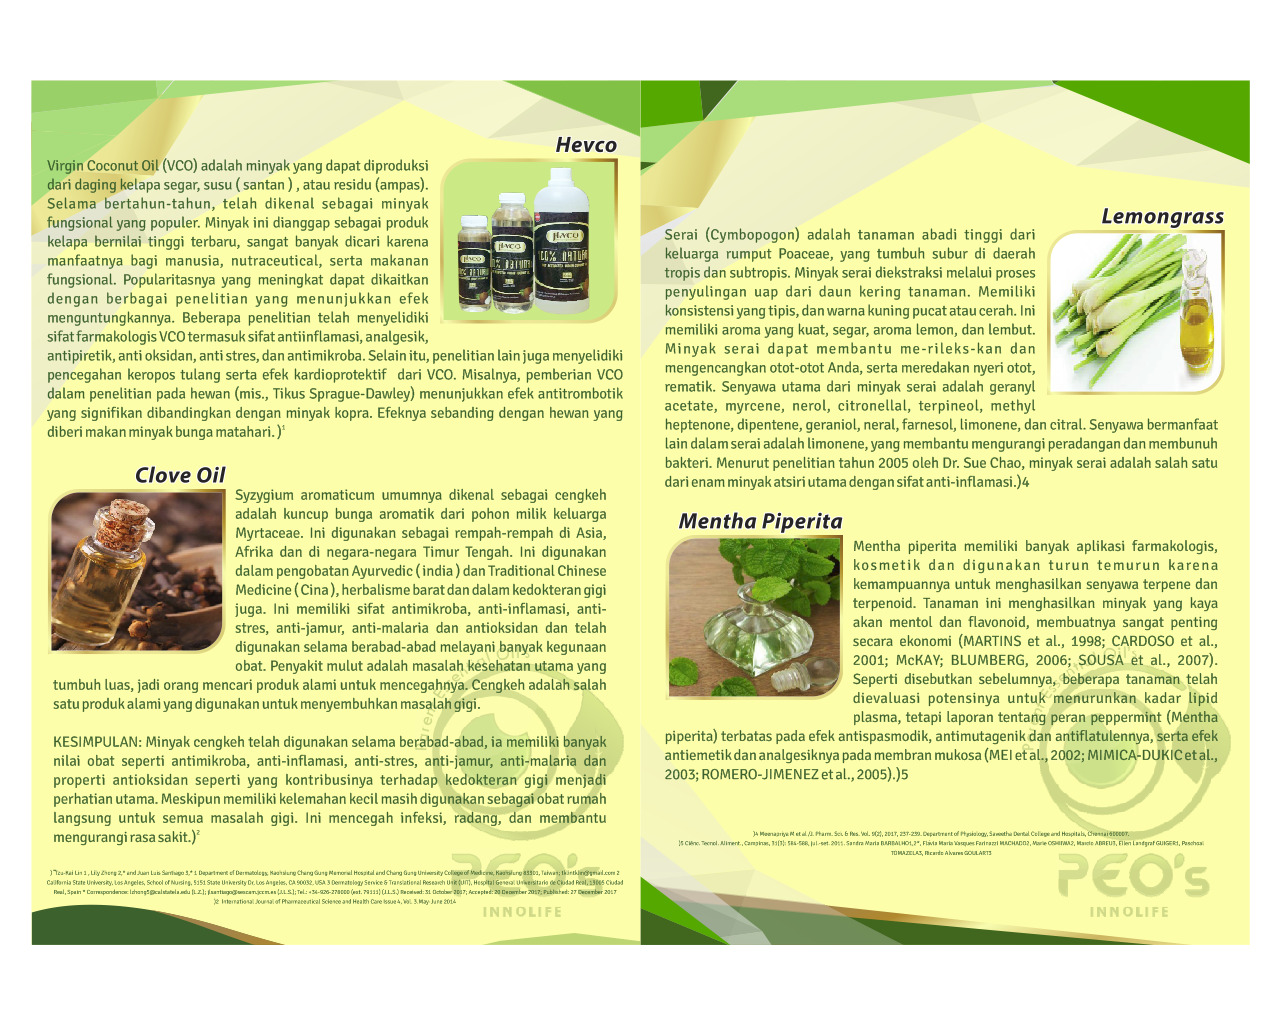 Hevco
Virgin Coconut Oil (VCO) adalah minyak yang dapat diproduksi
dari daging kelapa segar, susu ( santan ) , atau residu (ampas).
Selama bertahun-tahun, telah dikenal sebagai minyak
fungsional yang populer. Minyak ini dianggap sebagai produk
kelapa bernilai tinggi terbaru, sangat banyak dicari karena
manfaatnya bagi manusia, nutraceutical, serta makanan
fungsional. Popularitasnya yang meningkat dapat dikaitkan
dengan berbagai penelitian yang menunjukkan efek
menguntungkannya. Beberapa penelitian telah menyelidiki
sifat farmakologis VCO termasuk sifat antiinflamasi, analgesik,
antipiretik, anti oksidan, anti stres, dan antimikroba. Selain itu, penelitian lain juga menyelidiki
pencegahan keropos tulang serta efek kardioprotektif dari VCO. Misalnya, pemberian VCO
dalam penelitian pada hewan (mis., Tikus Sprague-Dawley) menunjukkan efek antitrombotik
yang signifikan dibandingkan dengan minyak kopra. Efeknya sebanding dengan hewan yang
diberi makan minyak bunga matahari. )1
Clove Oil
Syzygium aromaticum umumnya dikenal sebagai cengkeh
adalah kuncup bunga aromatik dari pohon milik keluarga
Myrtaceae. Ini digunakan sebagai rempah-rempah di Asia,
Afrika dan di negara-negara Timur Tengah. Ini digunakan
dalam pengobatan Ayurvedic ( india ) dan Traditional Chinese
Medicine ( Cina ) , herbalisme barat dan dalam kedokteran gigi
juga. Ini memiliki sifat antimikroba, anti-inflamasi, anti-
stres, anti-jamur, anti-malaria dan antioksidan dan telah
digunakan selama berabad-abad melayani banyak kegunaan
obat. Penyakit mulut adalah masalah kesehatan utama yang
tumbuh luas, jadi orang mencari produk alami untuk mencegahnya. Cengkeh adalah salah
satu produk alami yang digunakan untuk menyembuhkan masalah gigi.
KESIMPULAN: Minyak cengkeh telah digunakan selama berabad-abad, ia memiliki banyak
nilai obat seperti antimikroba, anti-inflamasi, anti-stres, anti-jamur, anti-malaria dan
properti antioksidan seperti yang kontribusinya terhadap kedokteran gigi menjadi
perhatian utama. Meskipun memiliki kelemahan kecil masih digunakan sebagai obat rumah
langsung untuk semua masalah gigi. Ini mencegah infeksi, radang, dan membantu
mengurangi rasa sakit.)2
)1Tzu-Kai Lin 1 , Lily Zhong 2,* and Juan Luis Santiago 3,* 1 Department of Dermatology, Kaohsiung Chang Gung Memorial Hospital and Chang Gung University College of Medicine, Kaohsiung 83301, Taiwan; tklintkin@gmail.com 2
California State University, Los Angeles, School of Nursing, 5151 State University Dr, Los Angeles, CA 90032, USA 3 Dermatology Service & Translational Research Unit (UIT), Hospital General Universitario de Ciudad Real, 13005 Ciudad
Real, Spain * Correspondence: lzhong5@calstatela.edu (L.Z.); jlsantiago@sescam.jccm.es (J.L.S.); Tel.: +34-926-278000 (ext. 79111) (J.L.S.) Received: 31 October 2017; Accepted: 20 December 2017; Published: 27 December 2017
)2 International Journal of Pharmaceutical Science and Health Care Issue 4, Vol. 3.May-June 2014
PEO's
INNOLIFE
Lemongrass
Serai (Cymbopogon) adalah tanaman abadi tinggi dari
keluarga rumput Poaceae, yang tumbuh subur di daerah
tropis dan subtropis. Minyak serai diekstraksi melalui proses
penyulingan uap dari daun kering tanaman. Memiliki
konsistensi yang tipis, dan warna kuning pucat atau cerah. Ini
memiliki aroma yang kuat, segar, aroma lemon, dan lembut.
Minyak serai dapat membantu me-rileks-kan dan
mengencangkan otot-otot Anda, serta meredakan nyeri otot,
rematik. Senyawa utama dari minyak serai adalah geranyl
acetate, myrcene, nerol, citronellal, terpineol, methyl
heptenone, dipentene, geraniol, neral, farnesol, limonene, dan citral. Senyawa bermanfaat
lain dalam serai adalah limonene, yang membantu mengurangi peradangan dan membunuh
bakteri. Menurut penelitian tahun 2005 oleh Dr. Sue Chao, minyak serai adalah salah satu
dari enam minyak atsiri utama dengan sifat anti-inflamasi.)4
Mentha Piperita
Mentha piperita memiliki banyak aplikasi farmakologis,
kosmetik dan digunakan turun temurun karena
kemampuannya untuk menghasilkan senyawa terpene dan
terpenoid. Tanaman ini menghasilkan minyak yang kaya
akan mentol dan flavonoid, membuatnya sangat penting
secara ekonomi (MARTINS et al., 1998; CARDOSO et al.,
2001; McKAY; BLUMBERG, 2006; SOUSA et al., 2007).
Seperti disebutkan sebelumnya, beberapa tanaman telah
dievaluasi potensinya untuk menurunkan kadar lipid
plasma, tetapi laporan tentang peran peppermint (Mentha
piperita) terbatas pada efek antispasmodik, antimutagenik dan antiflatulennya, serta efek
antiemetik dan analgesiknya pada membran mukosa (MEI et al., 2002; MIMICA-DUKIC et al.,
2003; ROMERO-JIMENEZ et al., 2005).)5
)4 Meenapriya M et al /J. Pharm. Sci. & Res. Vol. 9(2), 2017, 237-239. Department of Physiology, Saveetha Dental College and Hospitals, Chennai 600007.
)5 Ciênc. Tecnol. Aliment., Campinas, 31(3): 584-588, jul.-set. 2011. Sandra Maria BARBALHO1,2*, Flávia Maria Vasques Farinazzi MACHADO2, Marie OSHIIWA2, Marcio ABREU3, Ellen Landgraf GUIGER1, Paschoal
TOMAZELA3, Ricardo Alvares GOULART3
PEO's
INNOLIFE